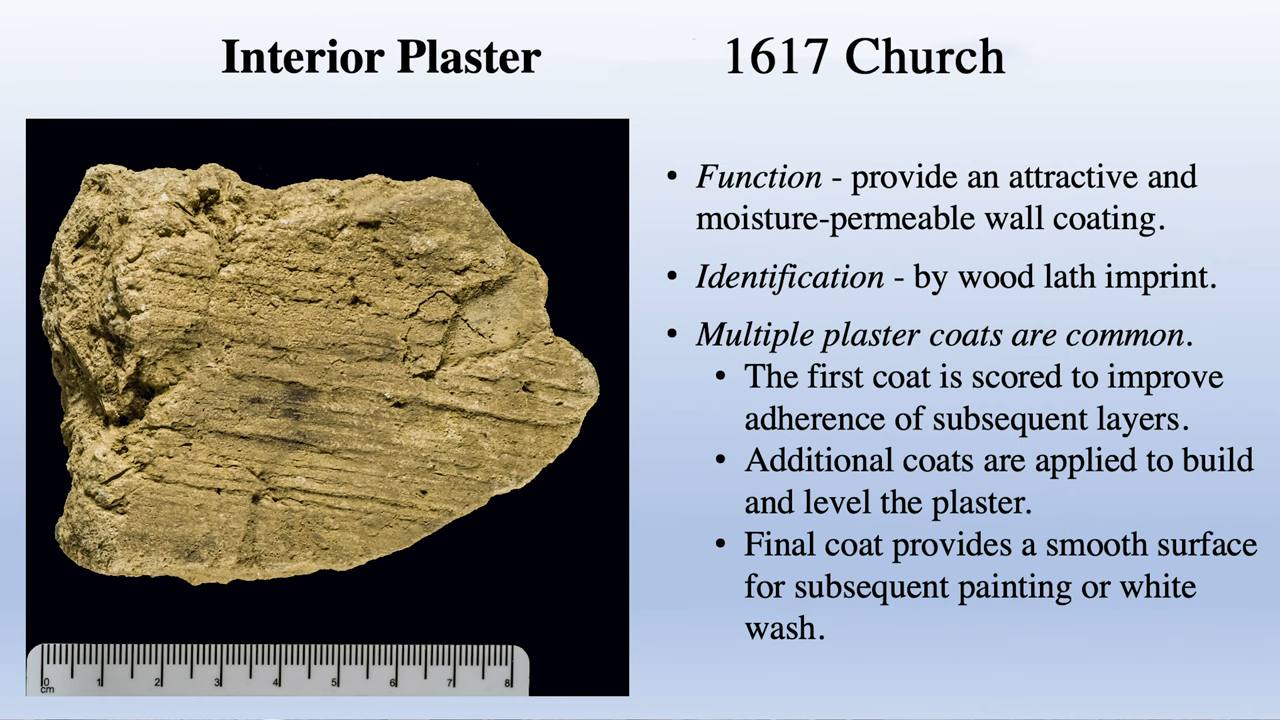 Interior Plaster
1617 Church
• Function - provide an attractive and
moisture-permeable wall coating.
• Identification - by wood lath imprint.
• Multiple plaster coats are common.
• The first coat is scored to improve
adherence of subsequent layers.
• Additional coats are applied to build
and level the plaster.
• Final coat provides a smooth surface
for subsequent painting or white
wash.
0 1 2 3 4 5 6 7 8
cm